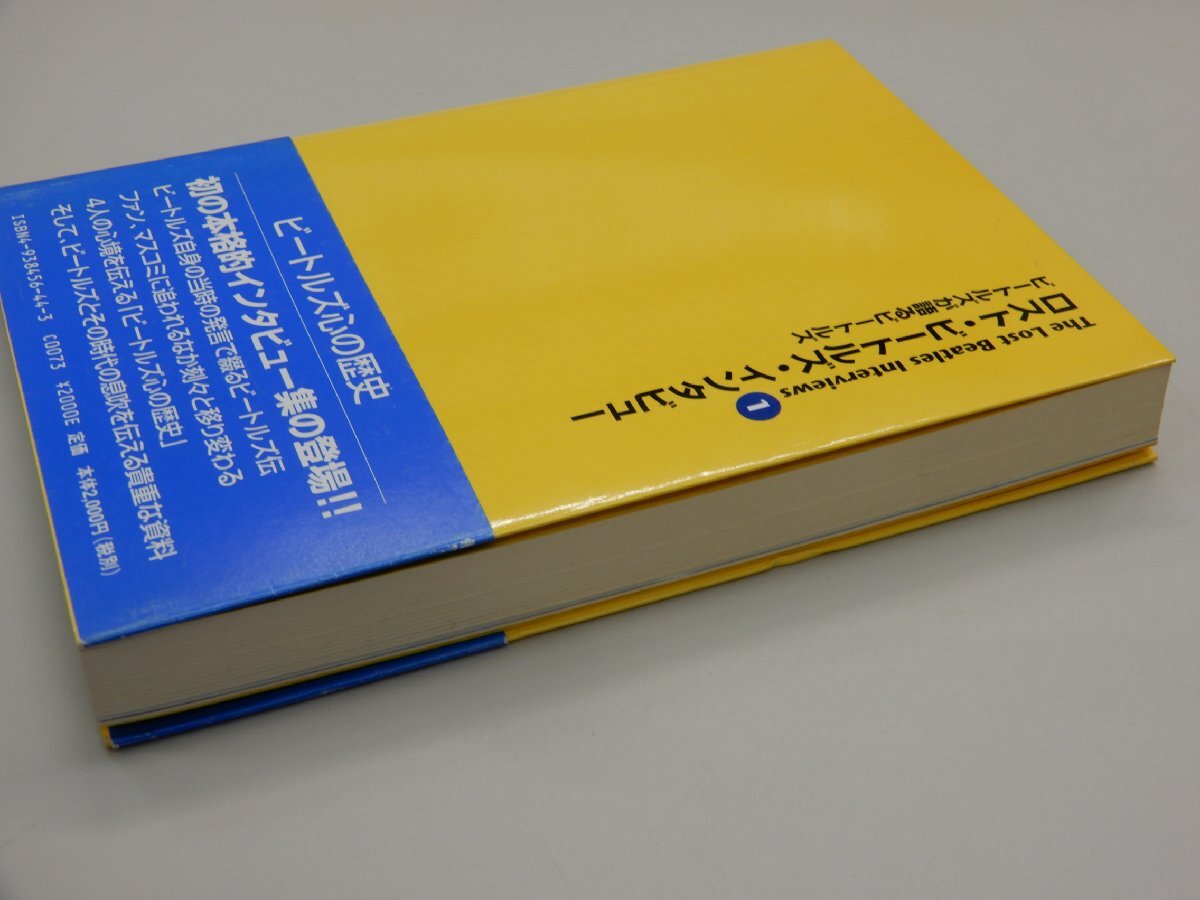 The Lost Beatles Interviews
ロスト・ビートルズ・インタビュー 1
ビートルズが語るビートルズ
ビートルズ心の歴史
初の本格的インタビュー集の登場!!
ビートルズ自身の当時の発言で綴るビートルズ伝
ファン、マスコミに追われるなか刻々と移り変わる
4人の心境を伝える「ビートルズ心の歴史」
そして、ビートルズとその時代の息吹を伝える貴重な資料
ISBN4-938456-44-3 C0073 ¥2000E 定価 本体2,000円(税別)